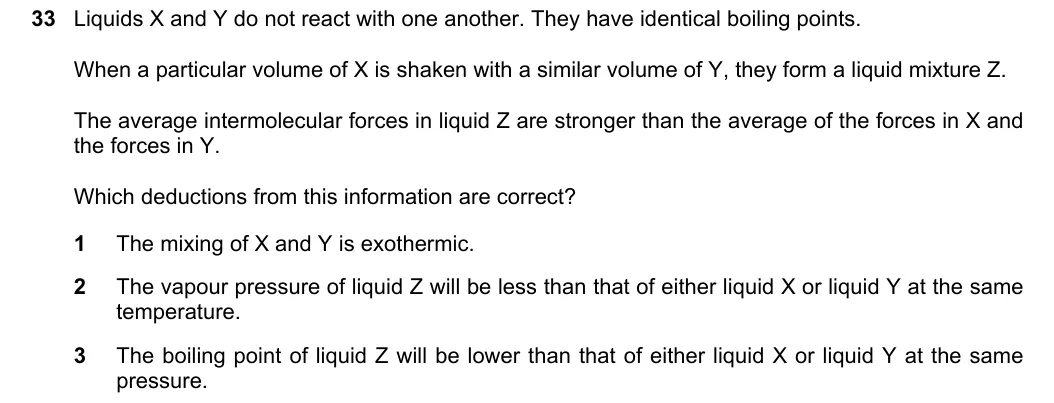 33 Liquids X and Y do not react with one another. They have identical boiling points.
When a particular volume of X is shaken with a similar volume of Y, they form a liquid mixture Z.
The average intermolecular forces in liquid Z are stronger than the average of the forces in X and
the forces in Y.
Which deductions from this information are correct?
1 The mixing of X and Y is exothermic.
2 The vapour pressure of liquid Z will be less than that of either liquid X or liquid Y at the same
temperature.
3 The boiling point of liquid Z will be lower than that of either liquid X or liquid Y at the same
pressure.